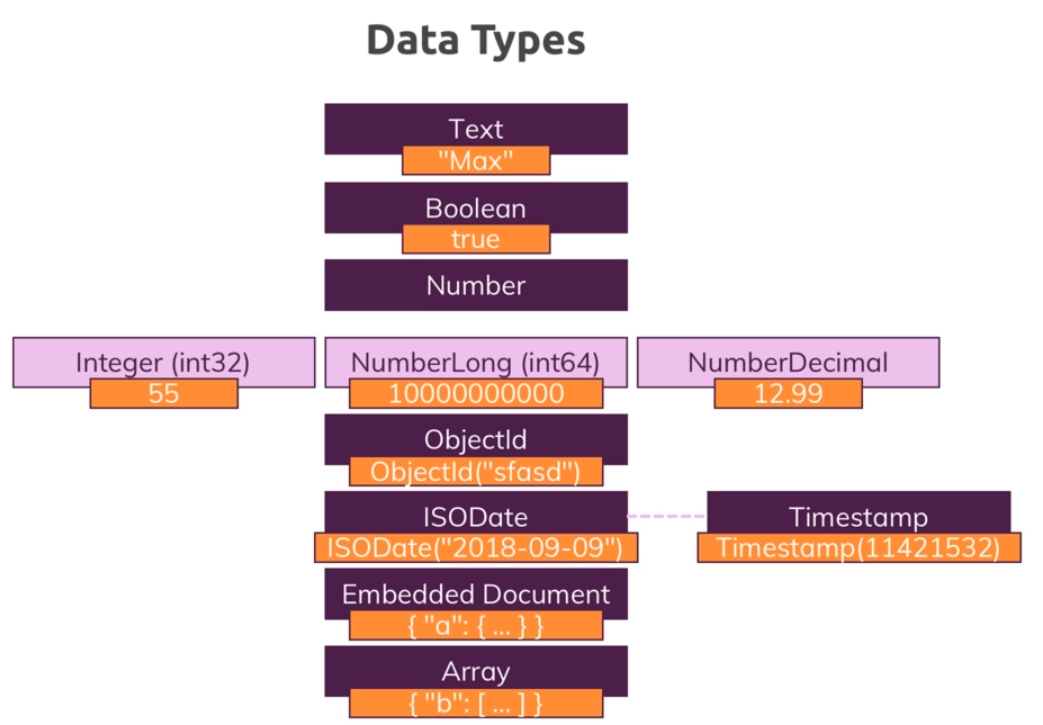 Data Types
Text
"Max"
Boolean
true
Number
Integer (int32)
55
NumberLong (int64)
10000000000
NumberDecimal
12.99
ObjectId
ObjectId("sfasd")
ISODate
ISODate("2018-09-09")
Timestamp
Timestamp(11421532)
Embedded Document
{ "a": { ... } }
Array
{ "b": [ ... ] }